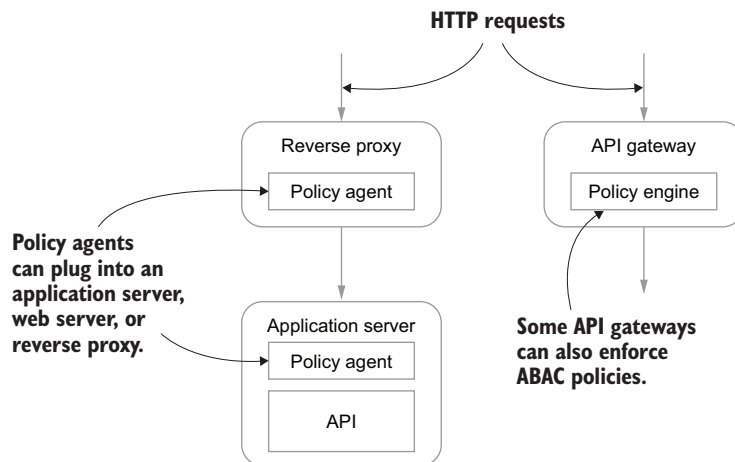 HTTP requests
Reverse proxy
Policy agent
API gateway
Policy engine
Policy agents
can plug into an
application server,
web server, or
reverse proxy.
Application server
Policy agent
API
Some API gateways
can also enforce
ABAC policies.